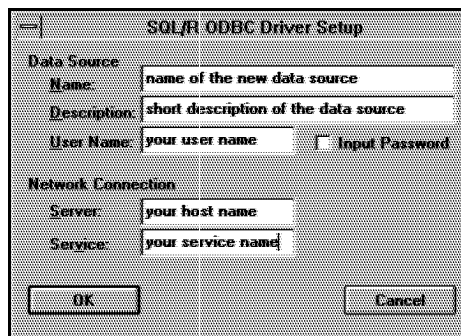 SQL/R ODBC Driver Setup
Data Source
Name: name of the new data source
Description: short description of the data source
User Name: your user name Input Password
Network Connection
Server: your host name
Service: your service name
OK Cancel